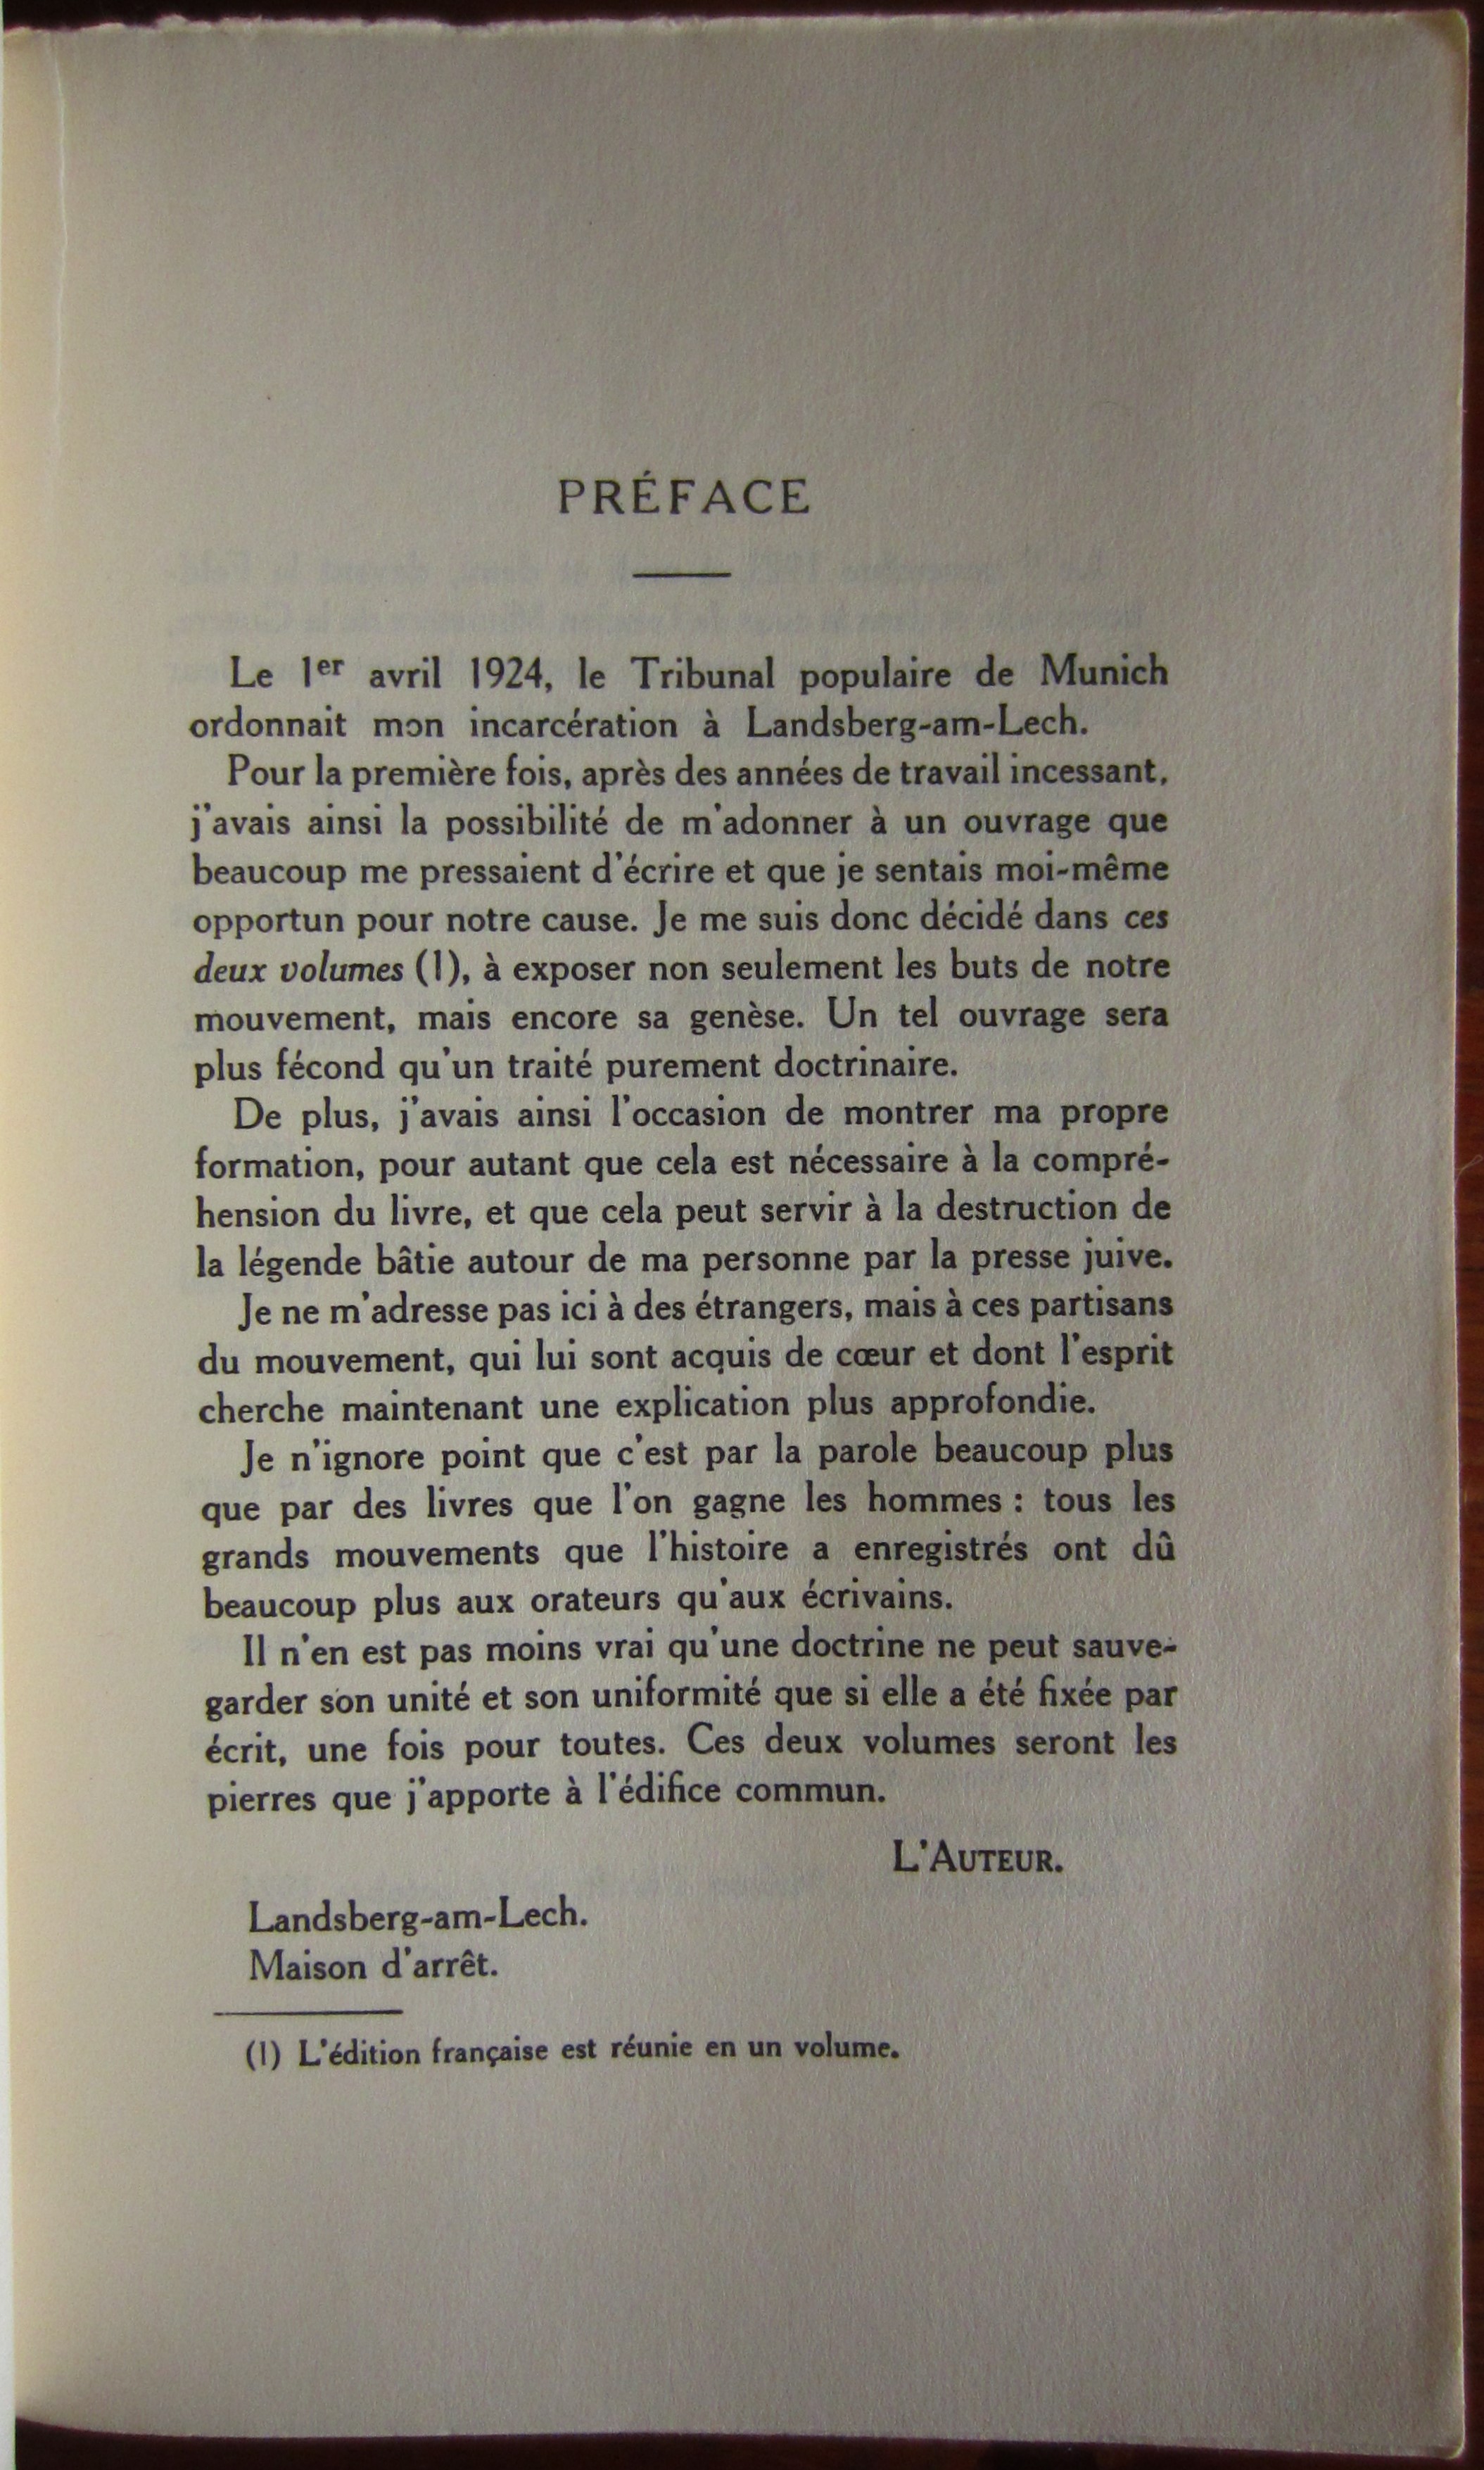 PRÉFACE
Le 1er avril 1924, le Tribunal populaire de Munich
ordonnait mon incarcération à Landsberg-am-Lech.
Pour la première fois, après des années de travail incessant,
j'avais ainsi la possibilité de m'adonner à un ouvrage que
beaucoup me pressaient d'écrire et que je sentais moi-même
opportun pour notre cause. Je me suis donc décidé dans ces
deux volumes (1), à exposer non seulement les buts de notre
mouvement, mais encore sa genèse. Un tel ouvrage sera
plus fécond qu'un traité purement doctrinaire.
De plus, j'avais ainsi l'occasion de montrer ma propre
formation, pour autant que cela est nécessaire à la compré-
hension du livre, et que cela peut servir à la destruction de
la légende bâtie autour de ma personne par la presse juive.
Je ne m'adresse pas ici à des étrangers, mais à ces partisans
du mouvement, qui lui sont acquis de cœur et dont l'esprit
cherche maintenant une explication plus approfondie.
Je n'ignore point que c'est par la parole beaucoup plus
que par des livres que l'on gagne les hommes : tous les
grands mouvements que l'histoire a enregistrés ont dû
beaucoup plus aux orateurs qu'aux écrivains.
Il n'en est pas moins vrai qu'une doctrine ne peut sauve-
garder son unité et son uniformité que si elle a été fixée par
écrit, une fois pour toutes. Ces deux volumes seront les
pierres que j'apporte à l'édifice commun.
L'AUTEUR.
Landsberg-am-Lech.
Maison d'arrêt.
(1) L'édition française est réunie en un volume.